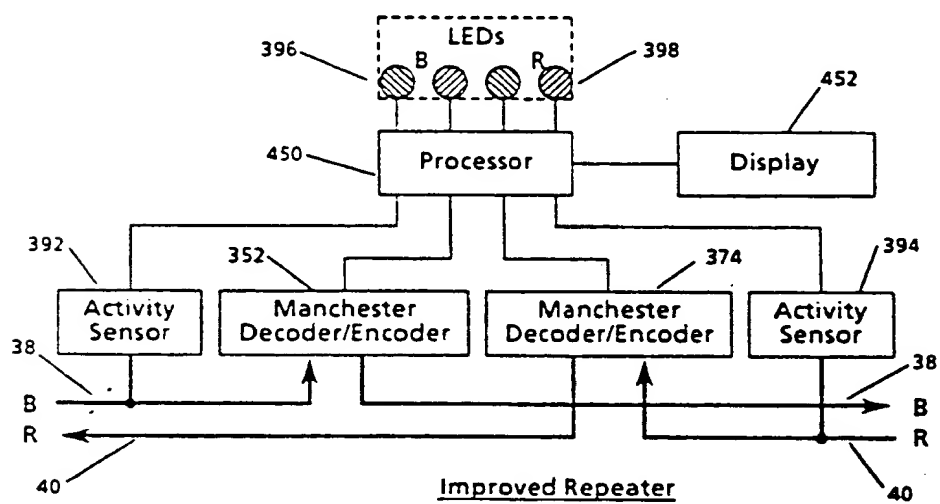 LEDs
396
B
R
398
452
450
Processor
Display
392
352
374
394
Activity
Sensor
Manchester
Decoder/Encoder
Manchester
Decoder/Encoder
Activity
Sensor
38
38
B
B
R
R
40
40
Improved Repeater